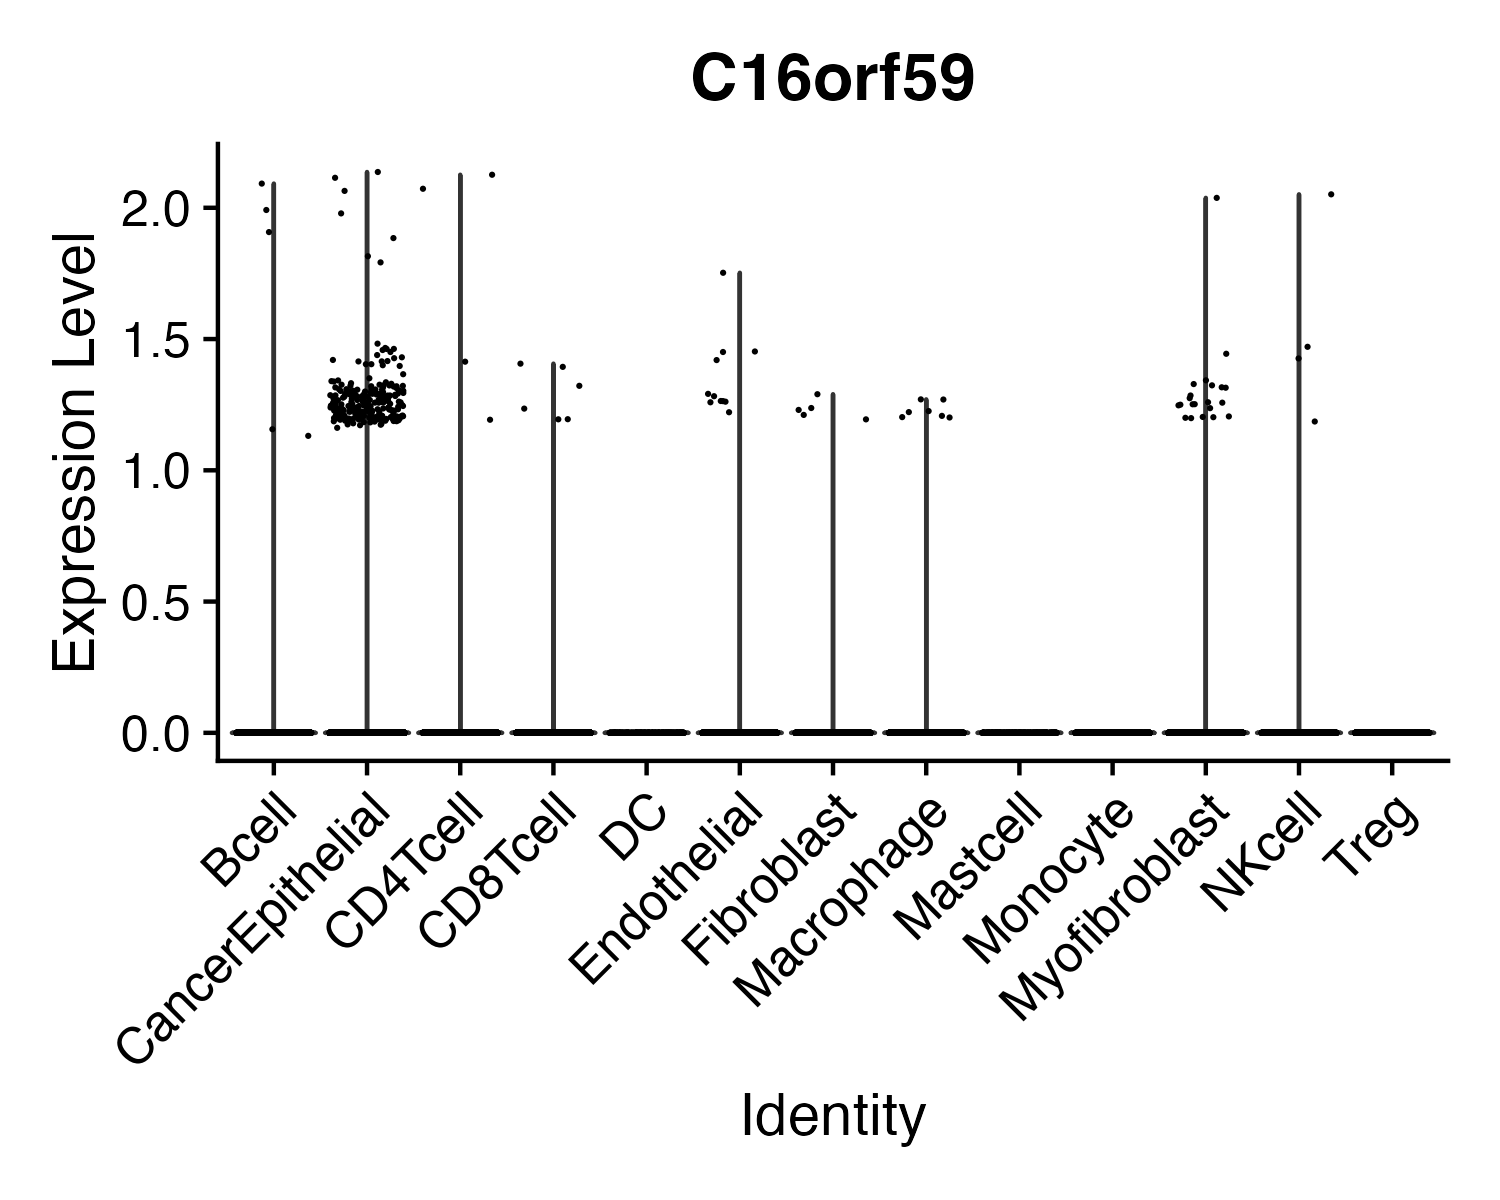 C16orf59
Expression Level
2.0
1.5
1.0
0.5
0.0
Bcell
CancerEpithelial
CD4Tcell
CD8Tcell
DC
Endothelial
Fibroblast
Macrophage
Mastcell
Monocyte
Myofibroblast
NKcell
Treg
Identity